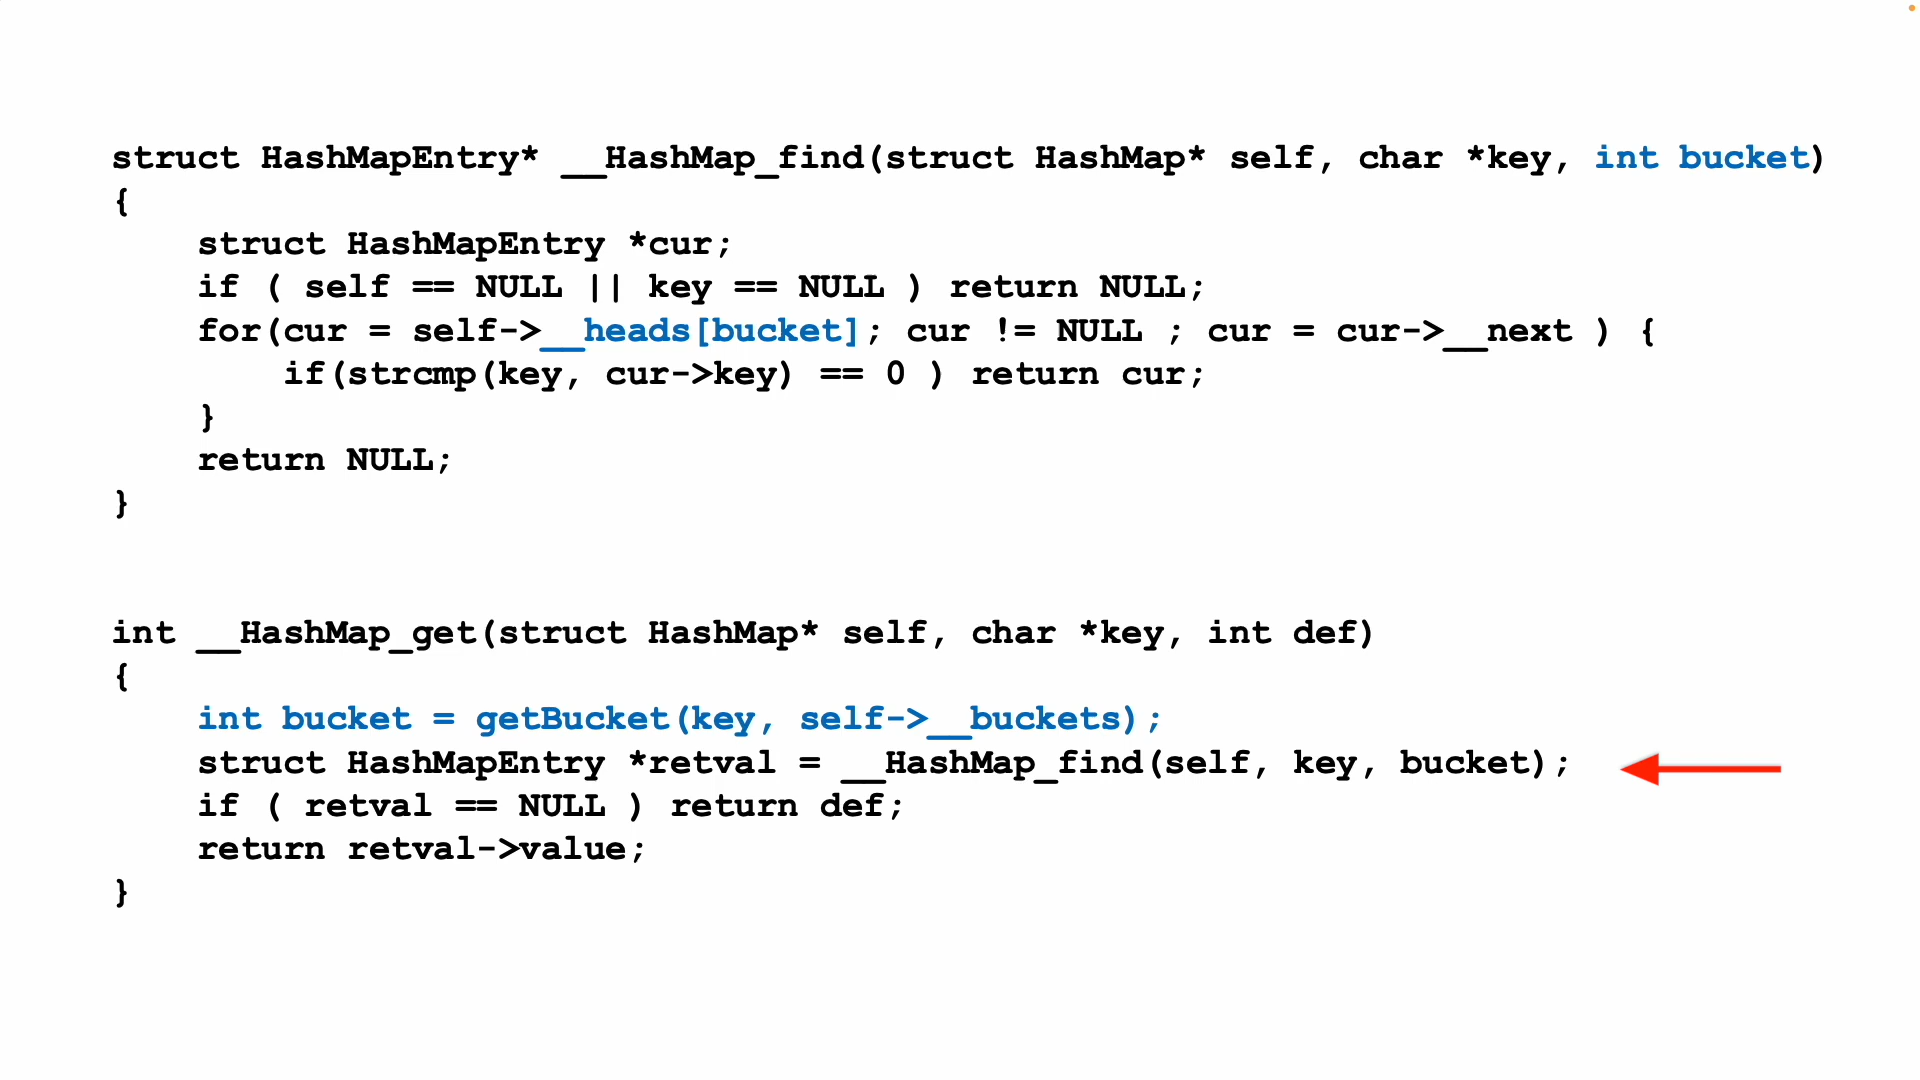 struct HashMapEntry* __HashMap_find(struct HashMap* self, char *key, int bucket)
{
struct HashMapEntry *cur;
if ( self == NULL || key == NULL ) return NULL;
for(cur = self->__heads[bucket]; cur != NULL ; cur = cur->__next ) {
if(strcmp(key, cur->key) == 0 ) return cur;
}
return NULL;
}
int __HashMap_get(struct HashMap* self, char *key, int def)
{
int bucket = getBucket(key, self->__buckets);
struct HashMapEntry *retval = __HashMap_find(self, key, bucket);
if ( retval == NULL ) return def;
return retval->value;
}